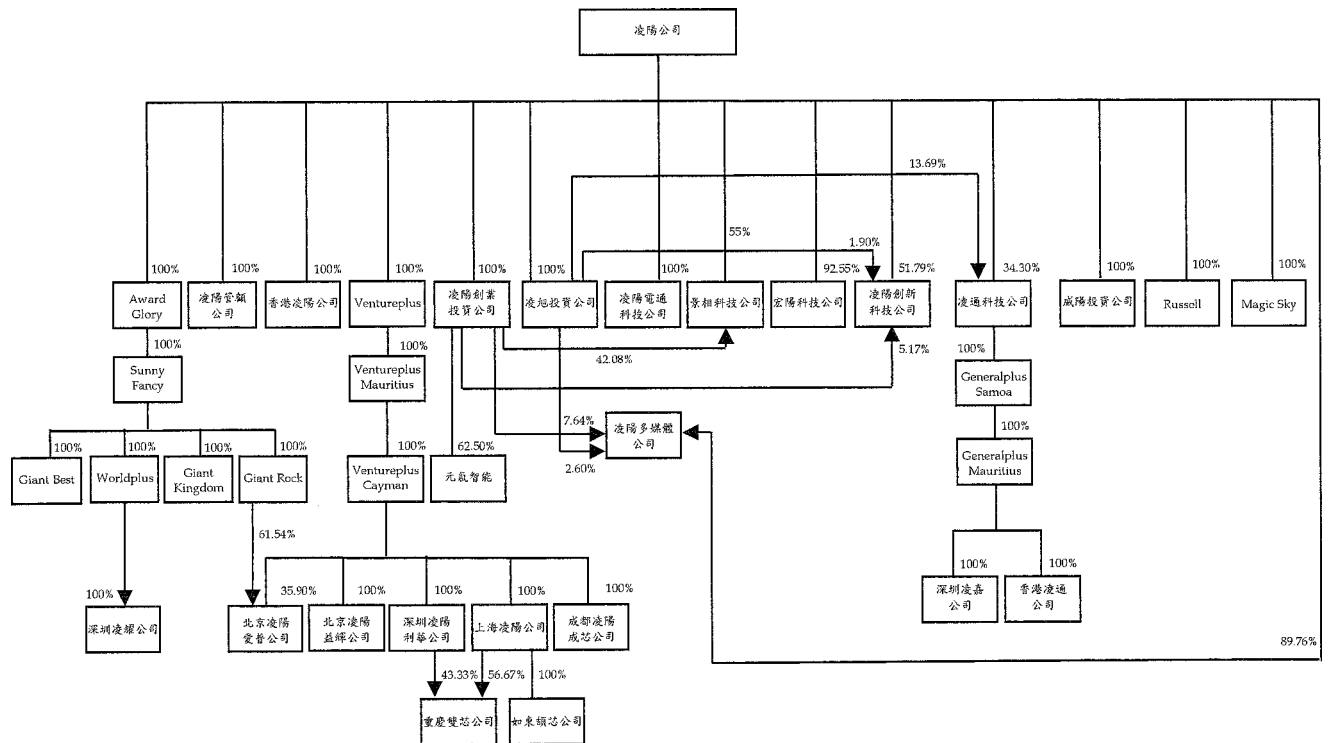 凌陽公司
13.69%
55%
1.90%
100%
100%
100%
100%
100%
100%
100%
92.55%
51.79%
34.30%
100%
100%
100%
Award
Glory
凌陽管顧
公司
香港凌陽公司
Ventureplus
凌陽創業
投資公司
凌旭投資公司
凌陽電通
科技公司
景相科技公司
宏陽科技公司
凌陽創新
科技公司
凌通科技公司
威陽投資公司
Russell
Magic Sky
100%
100%
42.08%
5.17%
100%
Sunny
Fancy
Ventureplus
Mauritius
Generalplus
Samoa
7.64%
凌陽多媒體
公司
100%
100%
100%
100%
100%
100%
62.50%
2.60%
Giant Best
Worldplus
Giant
Kingdom
Giant Rock
Ventureplus
Cayman
元氣智能
Generalplus
Mauritius
61.54%
100%
35.90%
100%
100%
100%
100%
100%
100%
深圳凌耀公司
北京凌陽
愛普公司
北京凌陽
益輝公司
深圳凌陽
利華公司
上海凌陽公司
成都凌陽
成芯公司
深圳凌嘉
公司
香港凌通
公司
89.76%
43.33%
56.67%
100%
重慶雙芯公司
如東頡芯公司